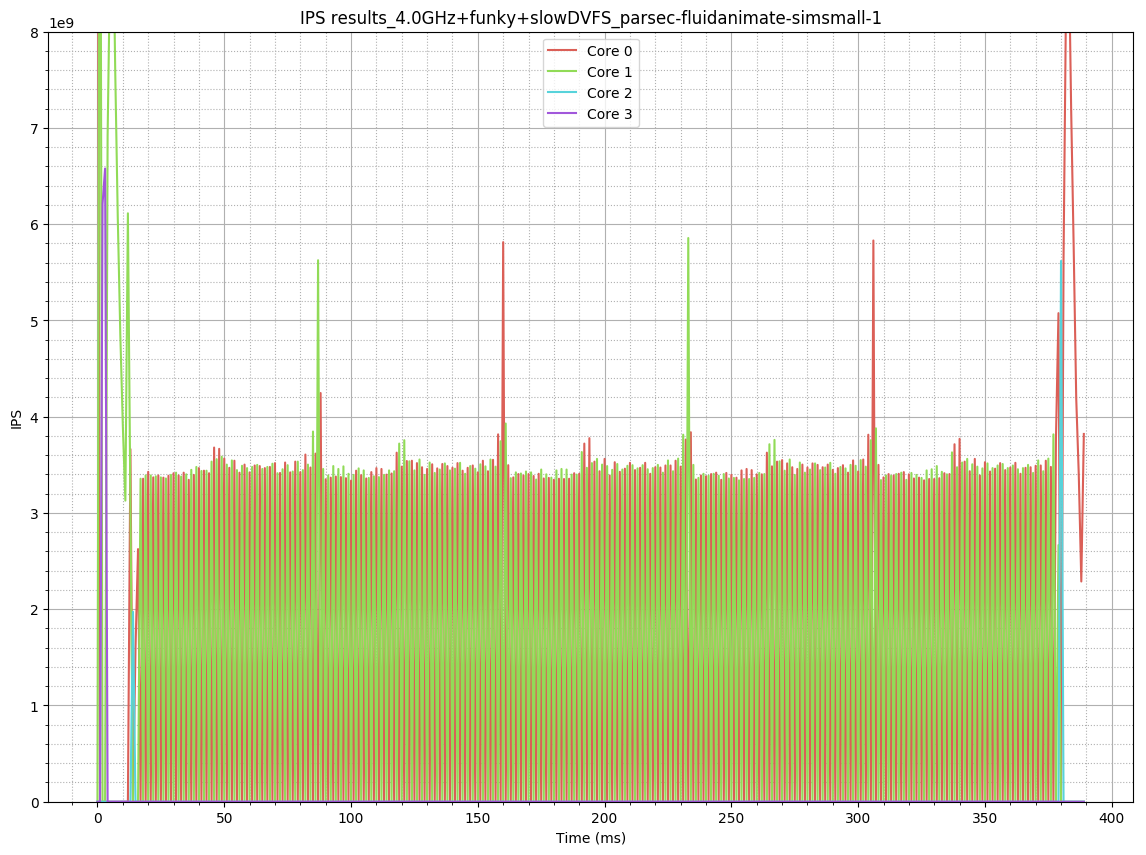 IPS results_4.0GHz+funky+slowDVFS_parsec-fluidanimate-simsmall-1
1e9
8
7
6
5
4
3
2
1
0
IPS
Core 0
Core 1
Core 2
Core 3
0 50 100 150 200 250 300 350 400
Time (ms)